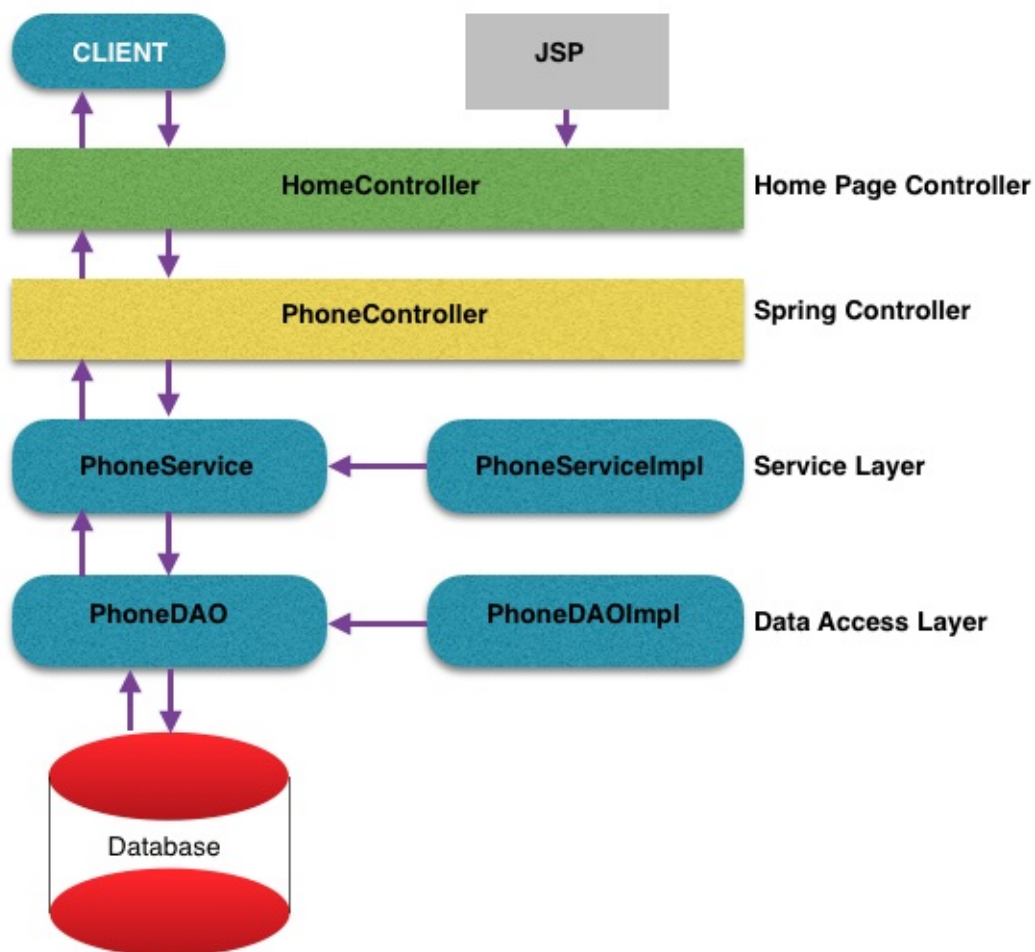 CLIENT
JSP
HomeController
Home Page Controller
PhoneController
Spring Controller
PhoneService
PhoneServiceImpl
Service Layer
PhoneDAO
PhoneDAOImpl
Data Access Layer
Database